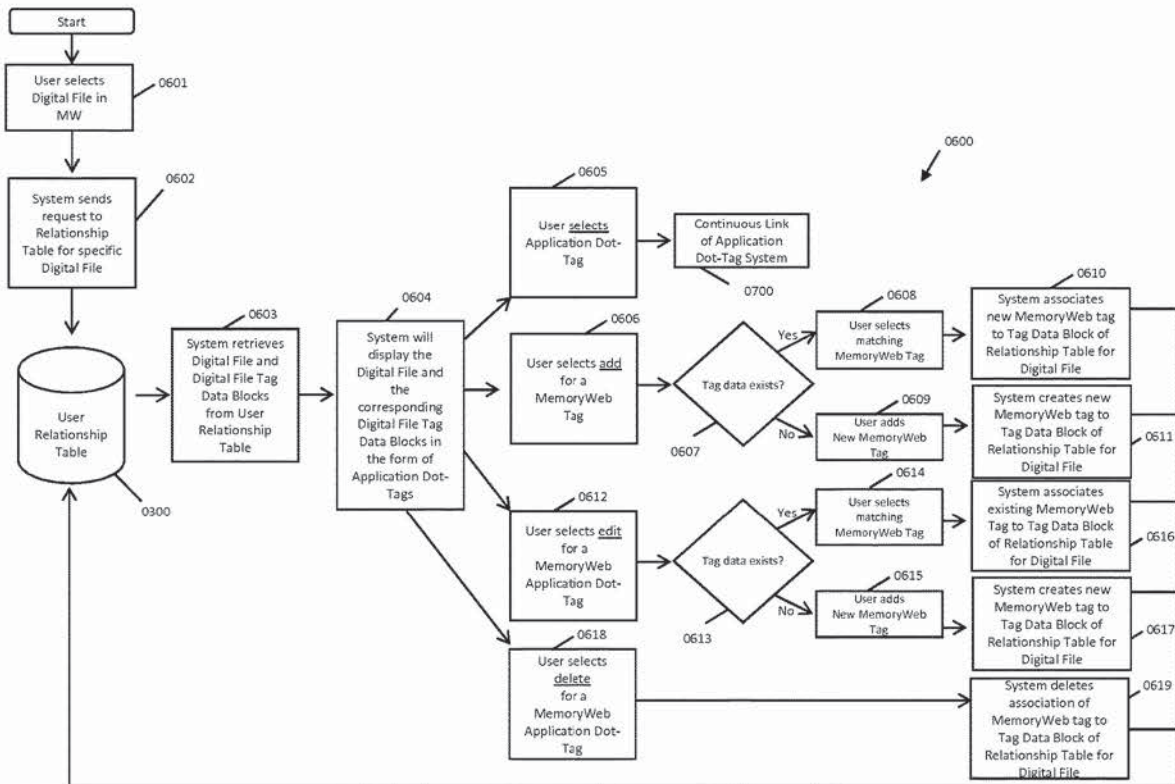 Start
User selects
Digital File in
MW
0601
System sends
request to
Relationship
Table for specific
Digital File
0602
User
Relationship
Table
0300
0603
System retrieves
Digital File and
Digital File Tag
Data Blocks
from User
Relationship
Table
0604
System will
display the
Digital File and
the
corresponding
Digital File Tag
Data Blocks in
the form of
Application Dot-
Tags
0600
0605
User selects
Application Dot-
Tag
Continuous Link
of Application
Dot-Tag System
0700
0606
User selects add
for a
MemoryWeb
Tag
Tag data exists?
0607
Yes
No
0608
User selects
matching
MemoryWeb Tag
0609
User adds
New MemoryWeb
Tag
0610
System associates
new MemoryWeb tag
to Tag Data Block of
Relationship Table for
Digital File
System creates new
MemoryWeb tag to
Tag Data Block of
Relationship Table for
Digital File
0611
0612
User selects edit
for a
MemoryWeb
Application Dot-
Tag
Tag data exists?
0613
Yes
No
0614
User selects
matching
MemoryWeb Tag
0615
User adds
New MemoryWeb
Tag
System associates
existing MemoryWeb
Tag to Tag Data Block
of Relationship Table
for Digital File
0616
System creates new
MemoryWeb tag to
Tag Data Block of
Relationship Table for
Digital File
0617
0618
User selects
delete
for a
MemoryWeb
Application Dot-
Tag
System deletes
association of
MemoryWeb tag to
Tag Data Block of
Relationship Table for
Digital File
0619